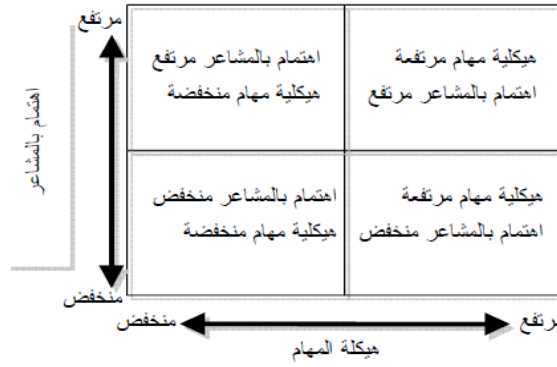 مرتفع
هيكلية مهام مرتفعة
اهتمام بالمشاعر مرتفع
اهتمام بالمشاعر مرتفع
هيكلية مهام منخفضة
اهتمام بالمشاعر
هيكلية مهام مرتفعة
اهتمام بالمشاعر منخفض
اهتمام بالمشاعر منخفض
هيكلية مهام منخفضة
منخفض
مرتفع
منخفض
هيكلة المهام